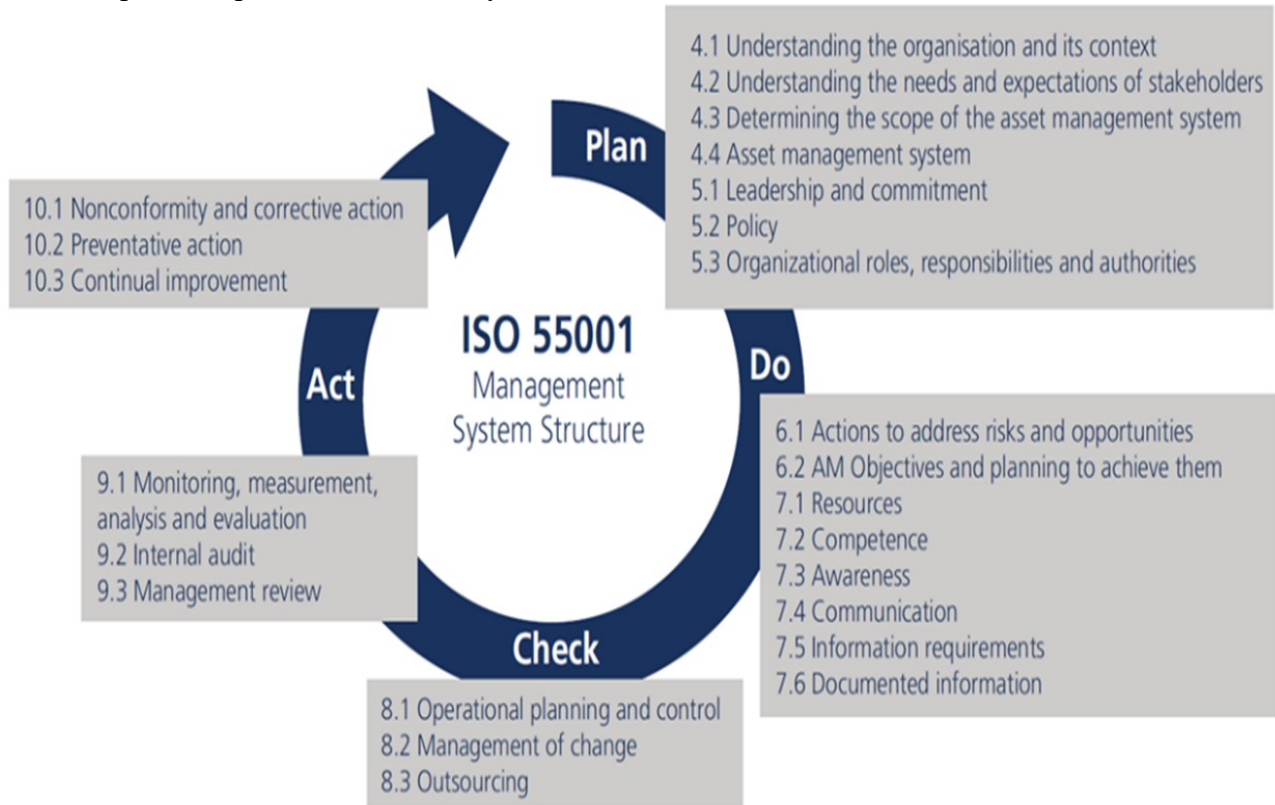 Plan
4.1 Understanding the organisation and its context
4.2 Understanding the needs and expectations of stakeholders
4.3 Determining the scope of the asset management system
4.4 Asset management system
5.1 Leadership and commitment
5.2 Policy
5.3 Organizational roles, responsibilities and authorities
Do
6.1 Actions to address risks and opportunities
6.2 AM Objectives and planning to achieve them
7.1 Resources
7.2 Competence
7.3 Awareness
7.4 Communication
7.5 Information requirements
7.6 Documented information
Check
8.1 Operational planning and control
8.2 Management of change
8.3 Outsourcing
9.1 Monitoring, measurement,
analysis and evaluation
9.2 Internal audit
9.3 Management review
Act
10.1 Nonconformity and corrective action
10.2 Preventative action
10.3 Continual improvement
ISO 55001
Management
System Structure